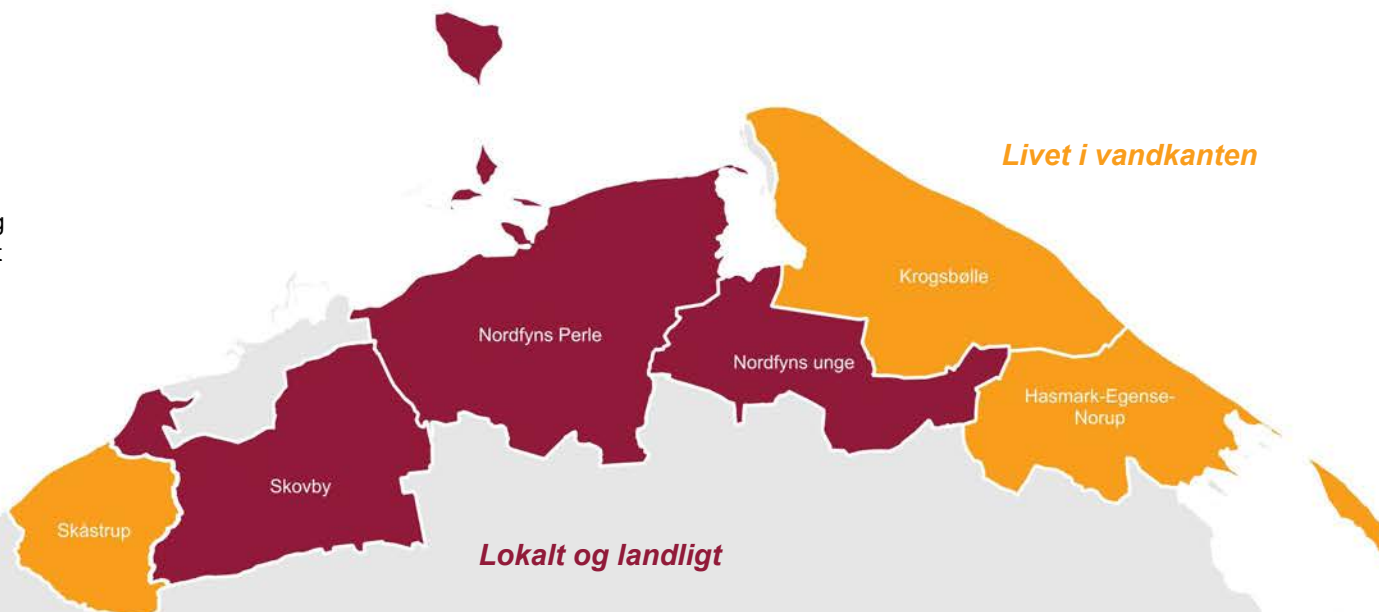 Livet i vandkanten
Krogsbølle
Nordfyns Perle
Nordfyns unge
Hasmark-Egense-
Norup
Skovby
Skåstrup
Lokalt og landligt